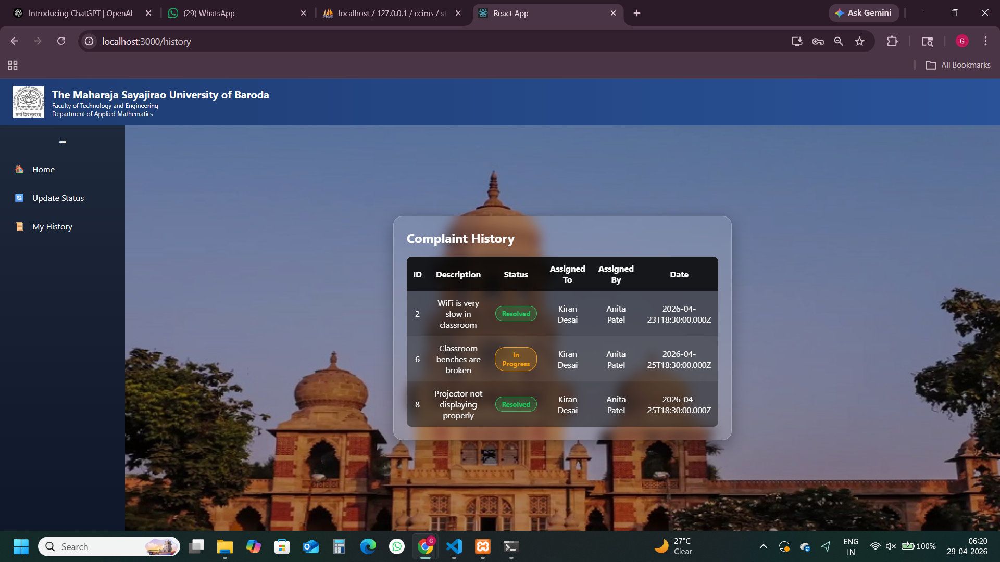 Introducing ChatGPT | OpenAI
(29) WhatsApp
localhost / 127.0.0.1 / ccims / st
React App
Ask Gemini
localhost:3000/history
G
All Bookmarks
The Maharaja Sayajirao University of Baroda
Faculty of Technology and Engineering
Department of Applied Mathematics
सत्यं शिवं सुन्दरम्
Home
Update Status
My History
Complaint History
ID Description Status Assigned To Assigned By Date
2 WiFi is very slow in classroom Resolved Kiran Desai Anita Patel 2026-04-23T18:30:00.000Z
6 Classroom benches are broken In Progress Kiran Desai Anita Patel 2026-04-25T18:30:00.000Z
8 Projector not displaying properly Resolved Kiran Desai Anita Patel 2026-04-25T18:30:00.000Z
Search
G
27°C
Clear
ENG
IN
100%
06:20
29-04-2026